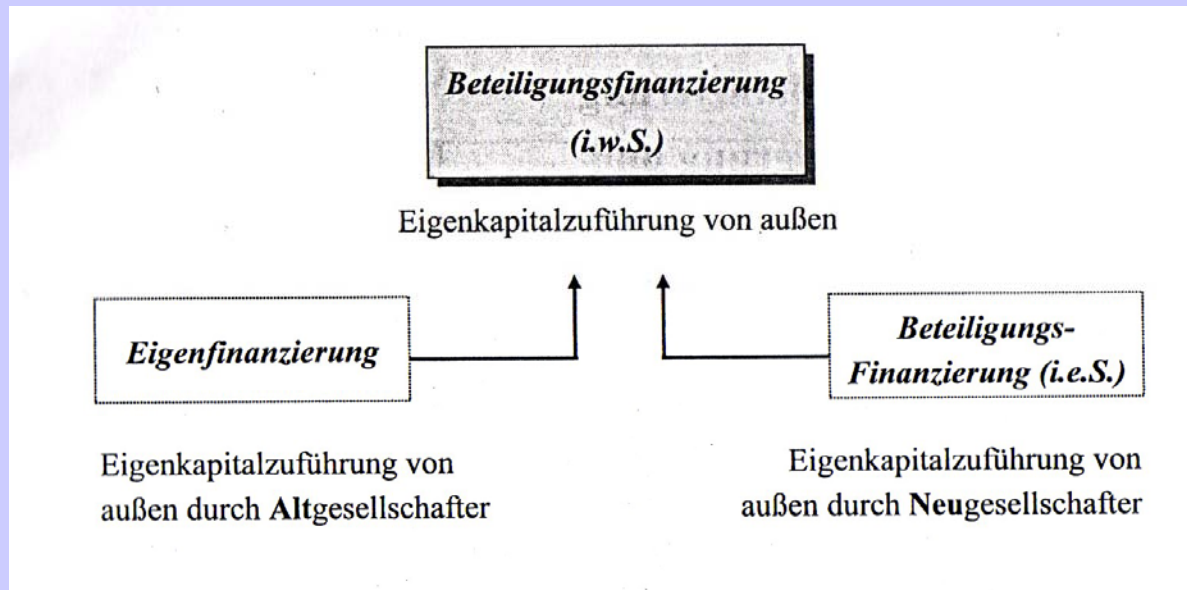 Beteiligungsfinanzierung
(i.w.S.)
Eigenkapitalzuführung von außen
Eigenfinanzierung
Beteiligungs-
Finanzierung (i.e.S.)
Eigenkapitalzuführung von
außen durch Altgesellschafter
Eigenkapitalzuführung von
außen durch Neugesellschafter